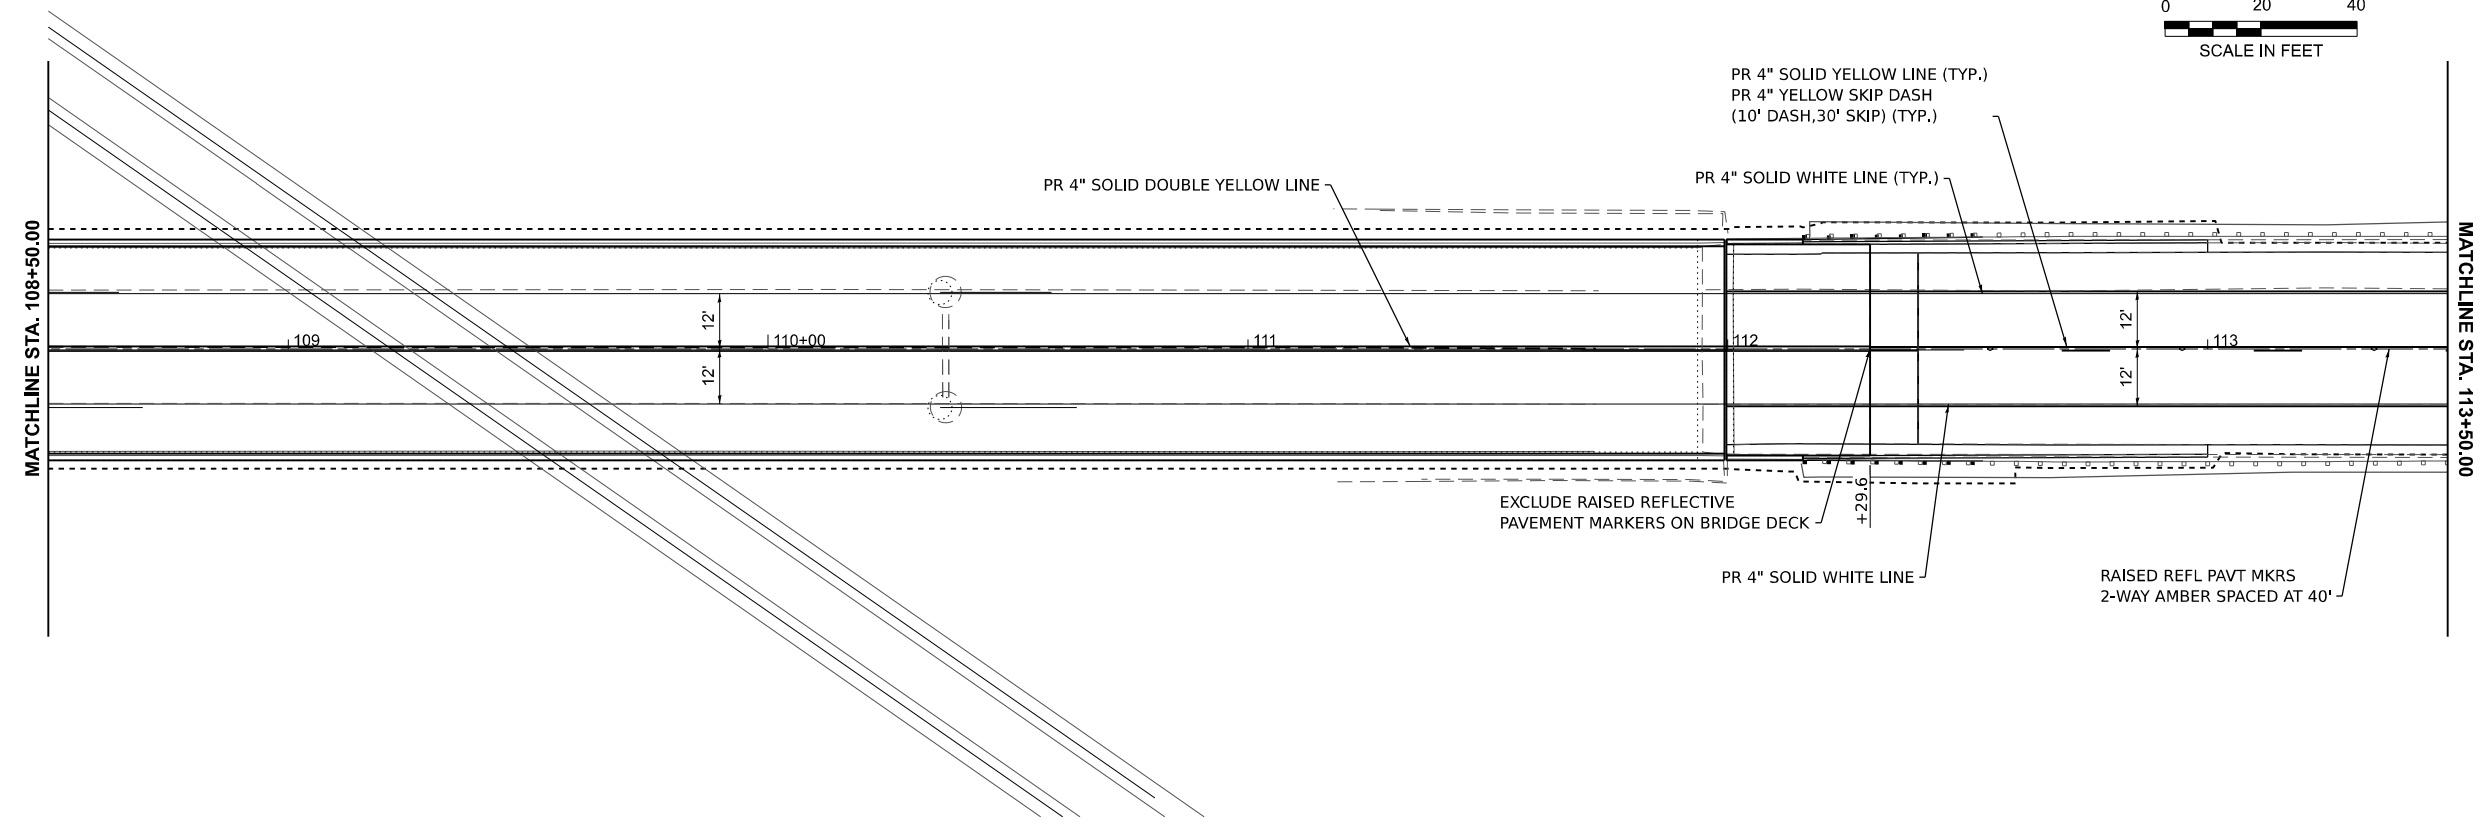 0 20 40
SCALE IN FEET
PR 4" SOLID YELLOW LINE (TYP.)
PR 4" YELLOW SKIP DASH
(10' DASH,30' SKIP) (TYP.)
PR 4" SOLID DOUBLE YELLOW LINE
PR 4" SOLID WHITE LINE (TYP.)
MATCHLINE STA. 108+50.00
MATCHLINE STA. 113+50.00
12'
12'
109
110+00
111
112
113
12'
12'
EXCLUDE RAISED REFLECTIVE
PAVEMENT MARKERS ON BRIDGE DECK
+29.6
PR 4" SOLID WHITE LINE
RAISED REFL PAVT MKRS
2-WAY AMBER SPACED AT 40'